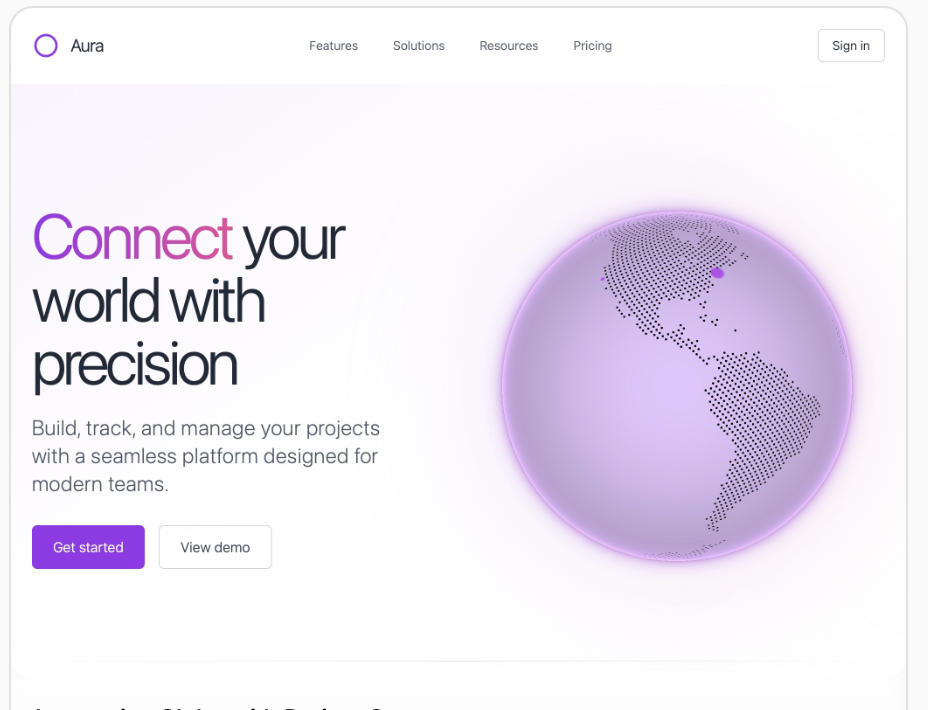 Aura
Features
Solutions
Resources
Pricing
Sign in
Connect your
world with
precision
Build, track, and manage your projects
with a seamless platform designed for
modern teams.
Get started
View demo